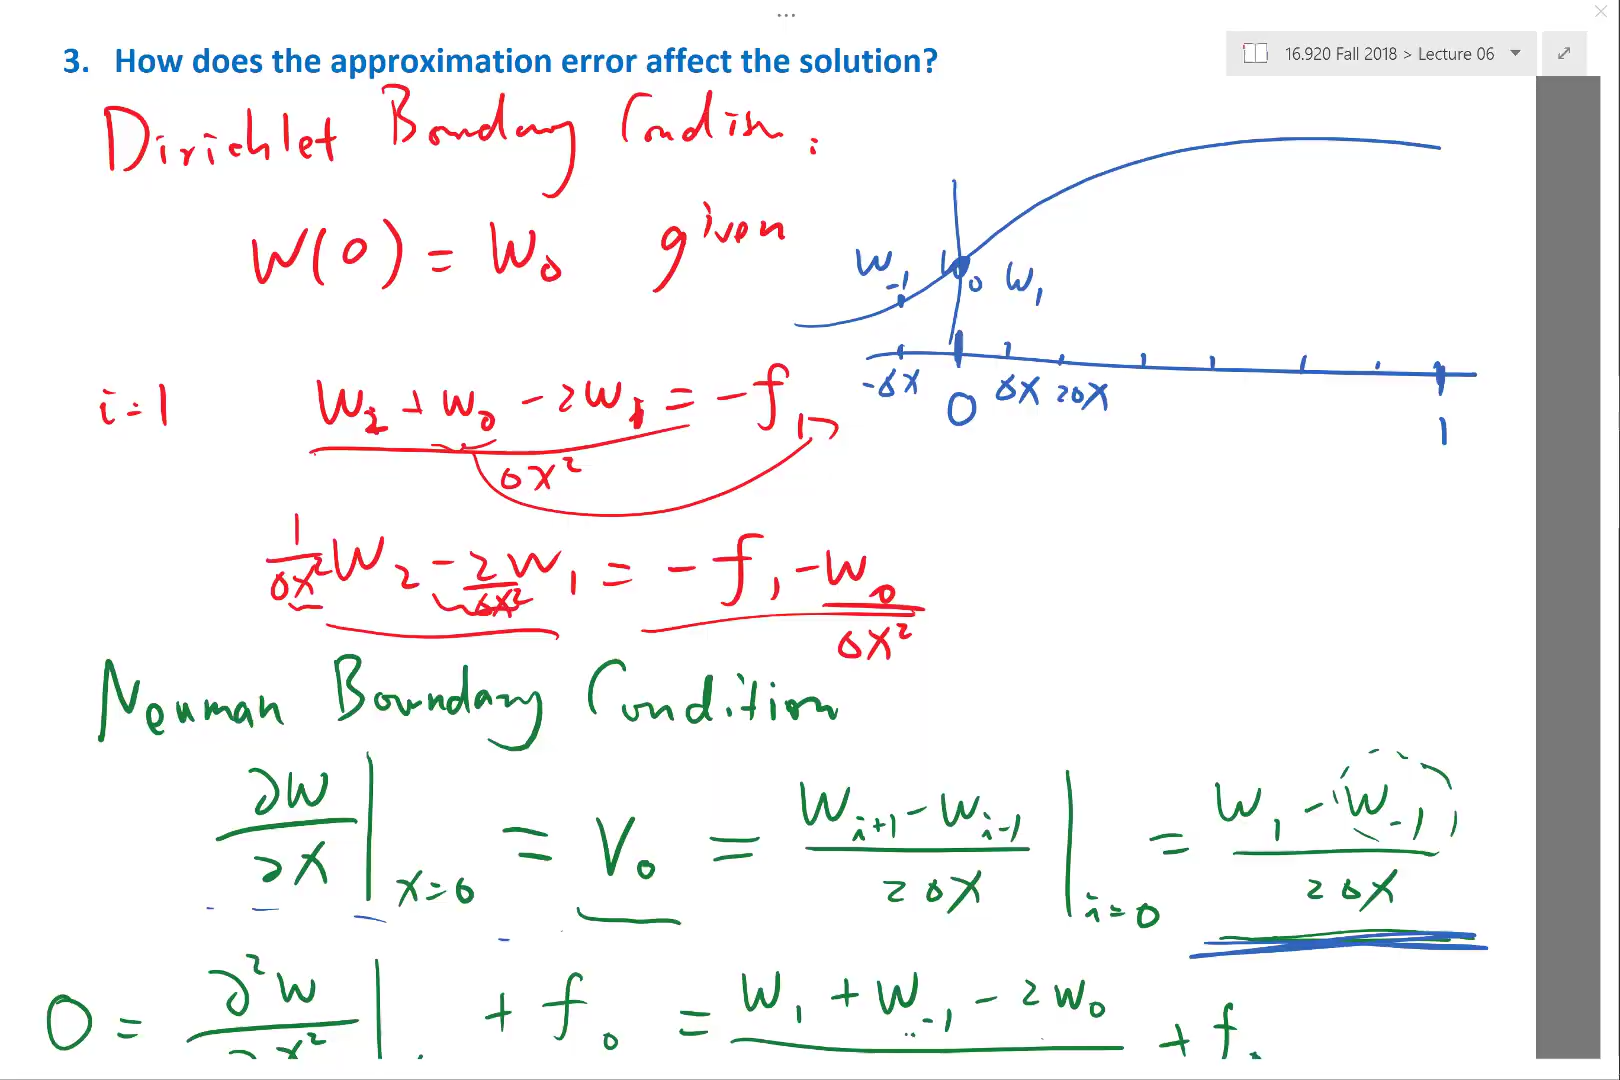 3. How does the approximation error affect the solution?
16.920 Fall 2018 > Lecture 06
Dirichlet Boundary Condition:
W(0) = W₀ given
W₋₁ W₀ W₁
-Δx 0 Δx 2Δx 1
i=1 (W₂ + W₀ - 2W₁)/Δx² = -f₁
1/Δx² W₂ - 2/Δx² W₁ = -f₁ - W₀/Δx²
Neuman Boundary Condition
∂W/∂x |ₓ₌₀ = V₀ = (Wᵢ₊₁ - Wᵢ₋₁)/2Δx |ᵢ₌₀ = (W₁ - W₋₁)/2Δx
0 = ∂²W/∂x² | + f₀ = W₁ + W₋₁ - 2W₀ + f₀